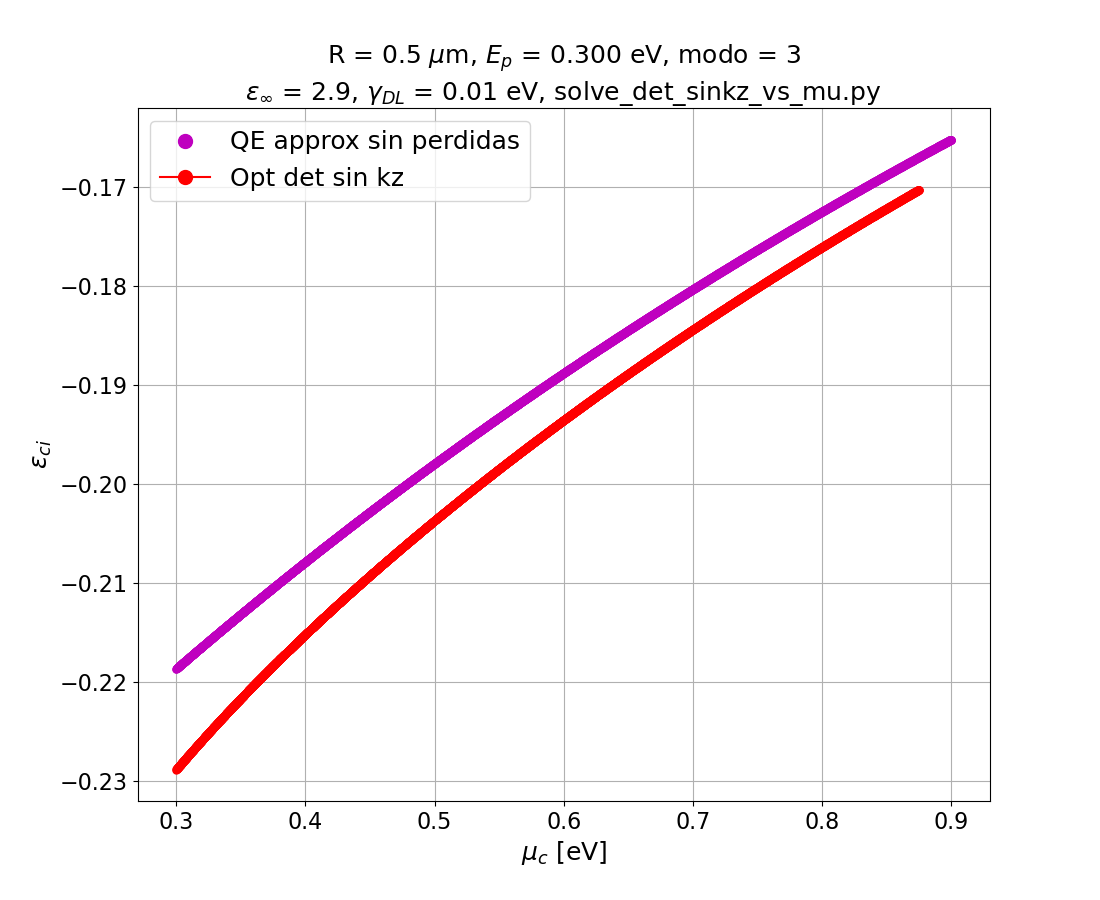 R = 0.5 μm, E_p = 0.300 eV, modo = 3
ε_∞ = 2.9, γ_DL = 0.01 eV, solve_det_sinkz_vs_mu.py
QE approx sin perdidas
Opt det sin kz
−0.17
−0.18
−0.19
−0.20
−0.21
−0.22
−0.23
ε_ci
0.3 0.4 0.5 0.6 0.7 0.8 0.9
μ_c [eV]